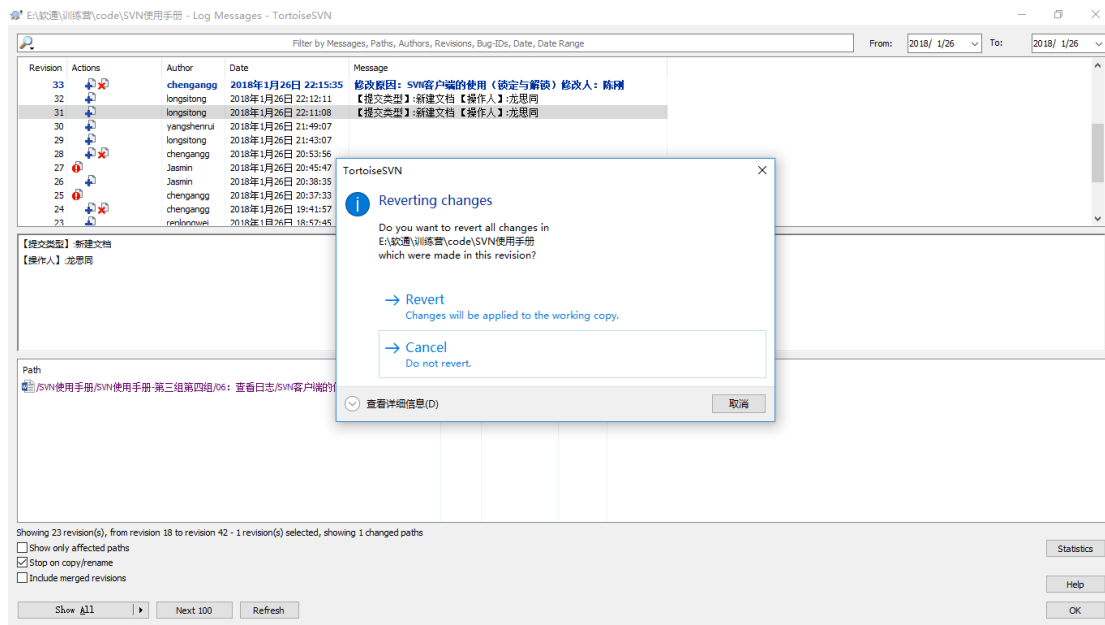 E:\软通\训练营\code\SVN使用手册 - Log Messages - TortoiseSVN
Filter by Messages, Paths, Authors, Revisions, Bug-IDs, Date, Date Range
From: 2018/ 1/26 To: 2018/ 1/26
Revision Actions Author Date Message
33 chengangg 2018年1月26日 22:15:35 修改原因：SVN客户端的使用（锁定与解锁）修改人：陈刚
32 longsitong 2018年1月26日 22:12:11 【提交类型】:新建文档【操作人】:龙思同
31 longsitong 2018年1月26日 22:11:08 【提交类型】:新建文档【操作人】:龙思同
30 yangshenrui 2018年1月26日 21:49:07
29 longsitong 2018年1月26日 21:43:07
28 chengangg 2018年1月26日 20:53:56
27 Jasmin 2018年1月26日 20:45:47
26 Jasmin 2018年1月26日 20:38:35
25 chengangg 2018年1月26日 20:37:33
24 chengangg 2018年1月26日 19:41:57
23 renlongwei 2018年1月26日 18:57:45
TortoiseSVN
Reverting changes
Do you want to revert all changes in
E:\软通\训练营\code\SVN使用手册
which were made in this revision?
Revert
Changes will be applied to the working copy.
Cancel
Do not revert.
查看详细信息(D)
取消
【提交类型】:新建文档
【操作人】:龙思同
Path
/SVN使用手册/SVN使用手册-第三组第四组/06：查看日志/SVN客户端的
Showing 23 revision(s), from revision 18 to revision 42 - 1 revision(s) selected, showing 1 changed paths
Show only affected paths
Stop on copy/rename
Include merged revisions
Statistics
Help
Show All
Next 100
Refresh
OK